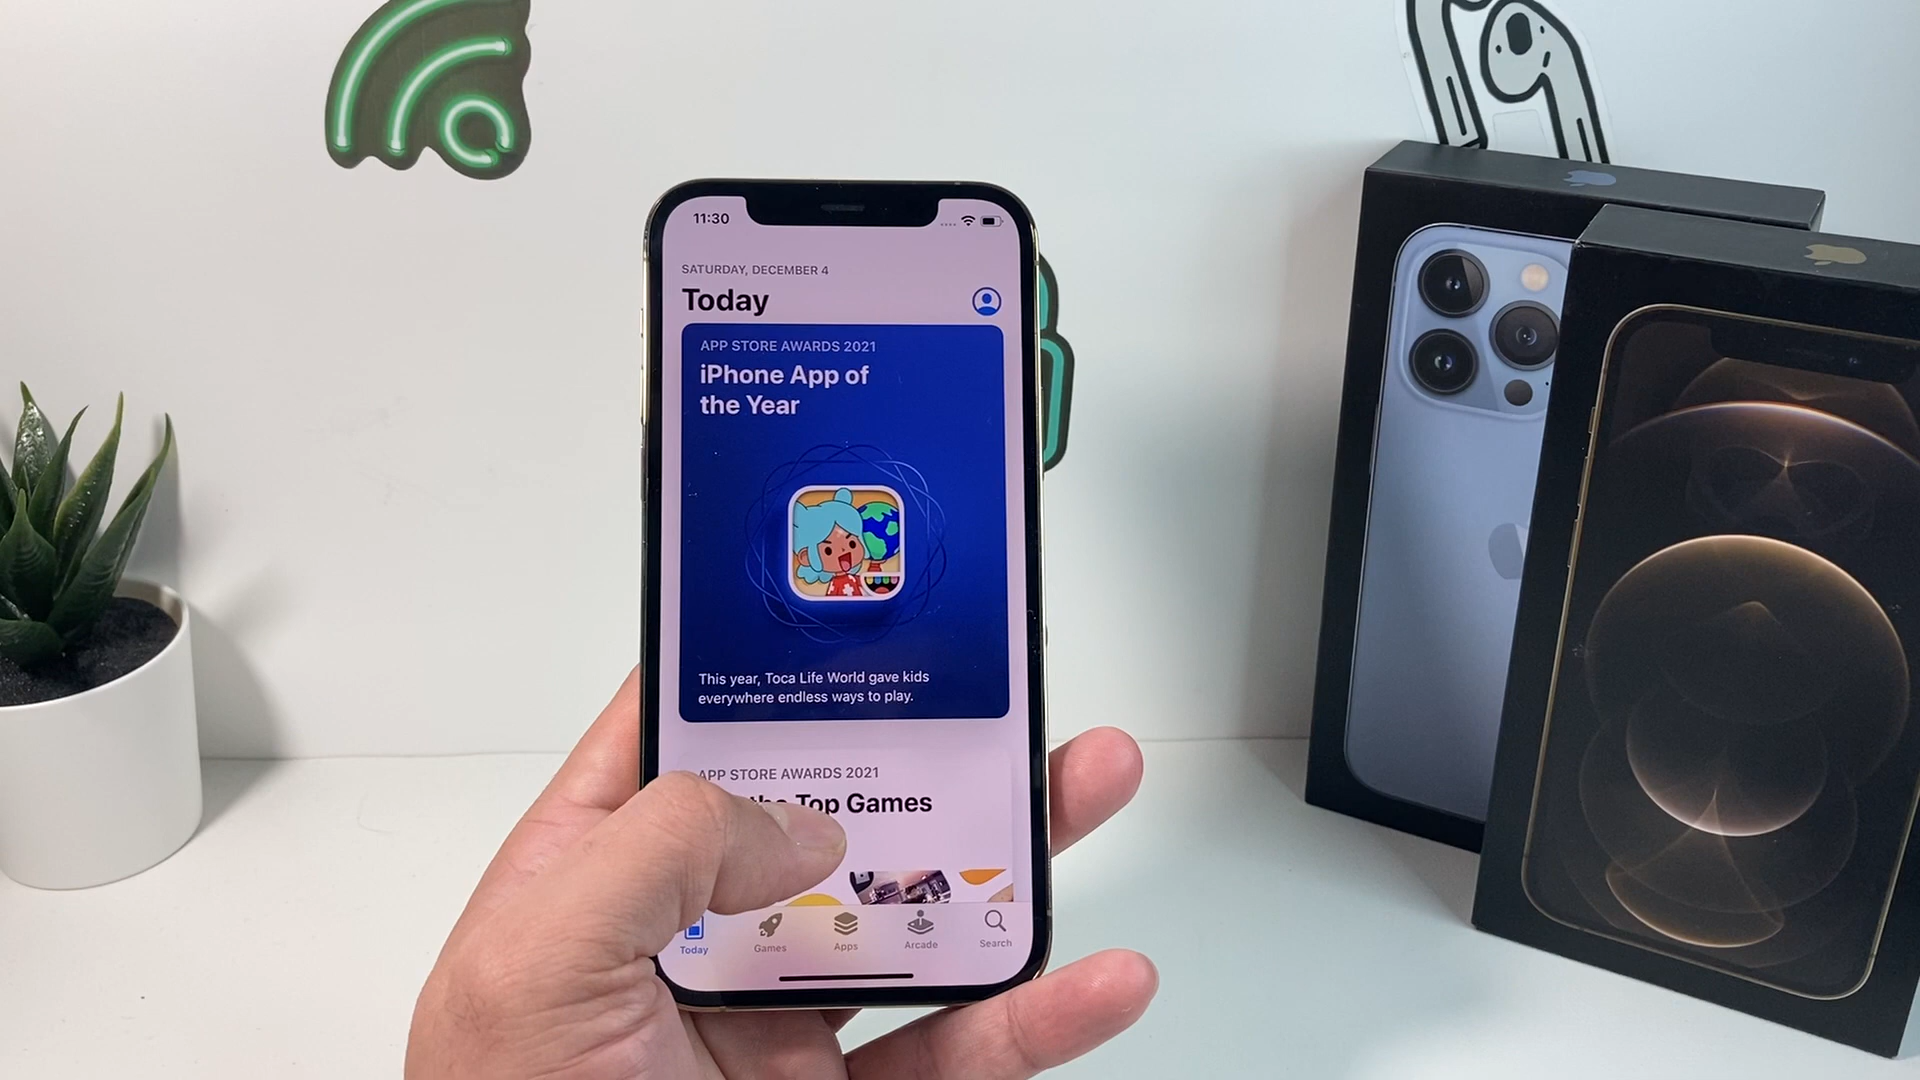 11:30
SATURDAY, DECEMBER 4
Today
APP STORE AWARDS 2021
iPhone App of
the Year
This year, Toca Life World gave kids
everywhere endless ways to play.
APP STORE AWARDS 2021
the Top Games
Today
Games
Apps
Arcade
Search